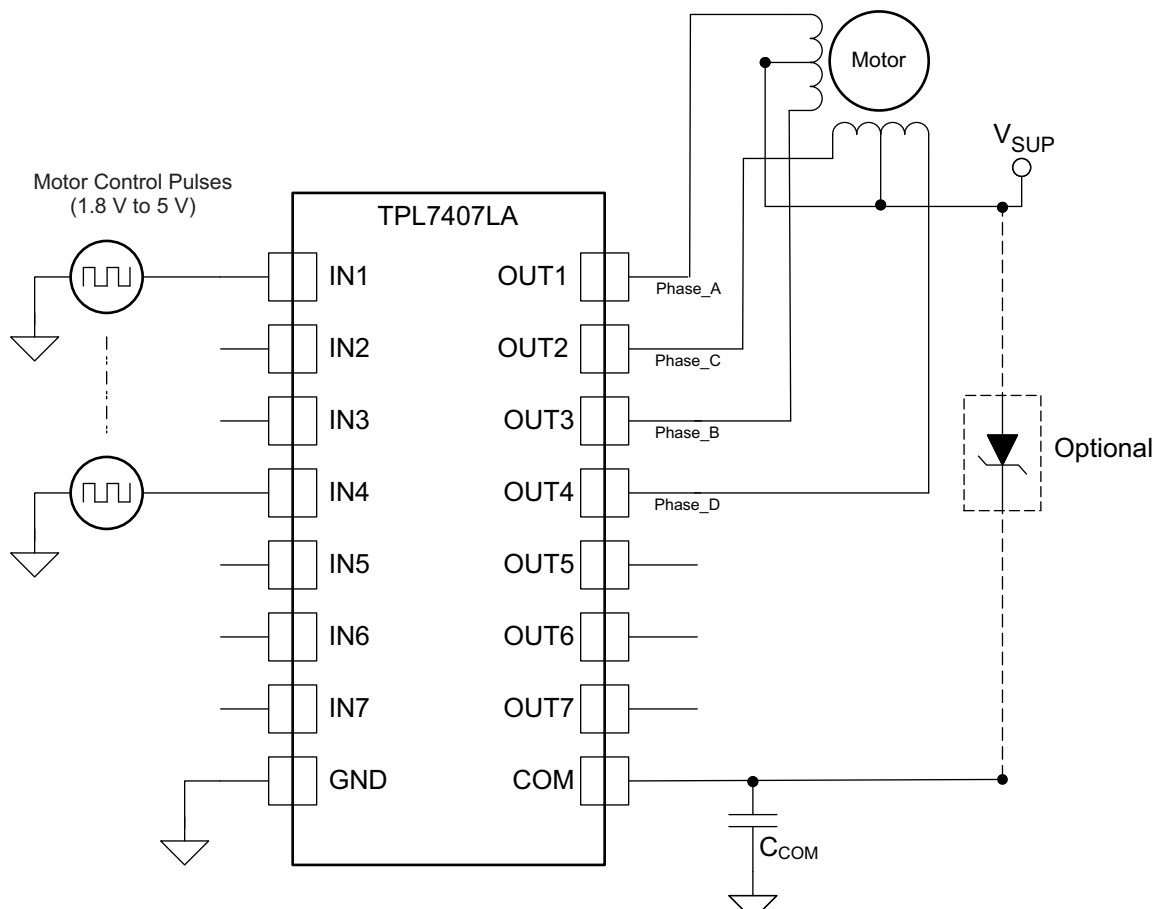 Motor
V_SUP
Motor Control Pulses
(1.8 V to 5 V)
TPL7407LA
IN1
OUT1
Phase_A
IN2
OUT2
Phase_C
IN3
OUT3
Phase_B
Optional
IN4
OUT4
Phase_D
IN5
OUT5
IN6
OUT6
IN7
OUT7
GND
COM
C_COM